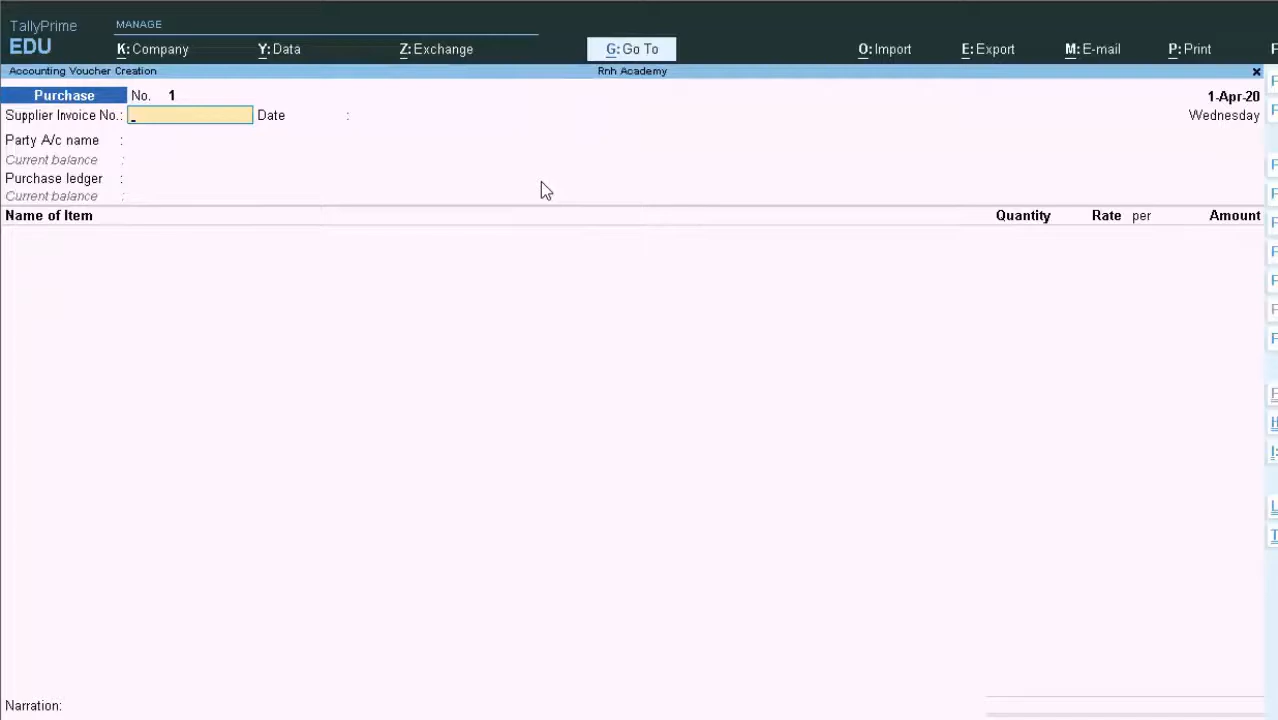 TallyPrime MANAGE
EDU K: Company Y: Data Z: Exchange G: Go To O: Import E: Export M: E-mail P: Print
Accounting Voucher Creation Rnh Academy ×
Purchase No. 1 1-Apr-20
Supplier Invoice No.: Date : Wednesday
Party A/c name :
Current balance :
Purchase ledger :
Current balance :
Name of Item Quantity Rate per Amount
Narration: